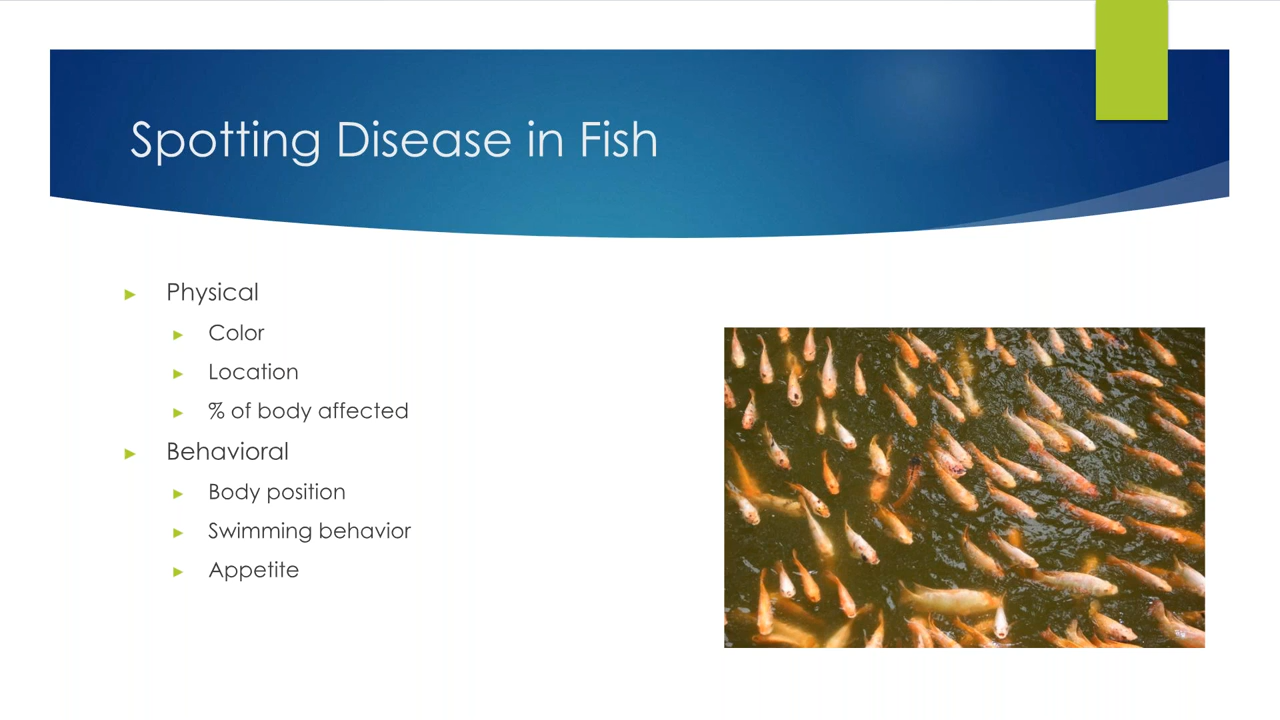 Spotting Disease in Fish
Physical
Color
Location
% of body affected
Behavioral
Body position
Swimming behavior
Appetite